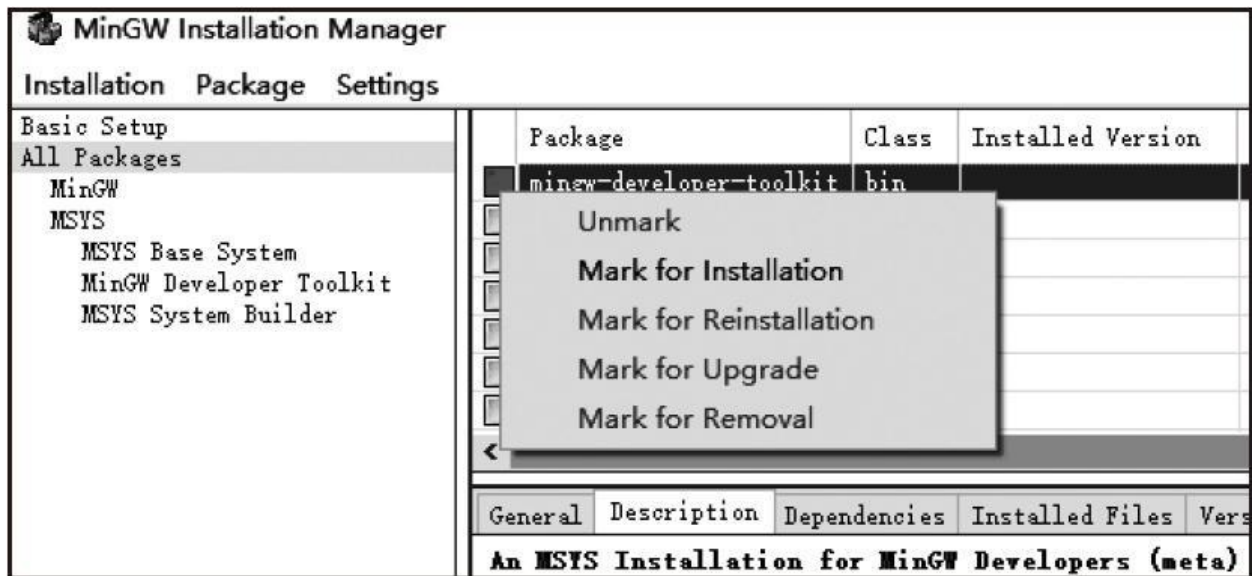 MinGW Installation Manager
Installation Package Settings
Basic Setup
All Packages
MinGW
MSYS
MSYS Base System
MinGW Developer Toolkit
MSYS System Builder
Package Class Installed Version
mingw-developer-toolkit bin
Unmark
Mark for Installation
Mark for Reinstallation
Mark for Upgrade
Mark for Removal
General Description Dependencies Installed Files Vers
An MSYS Installation for MinGW Developers (meta)